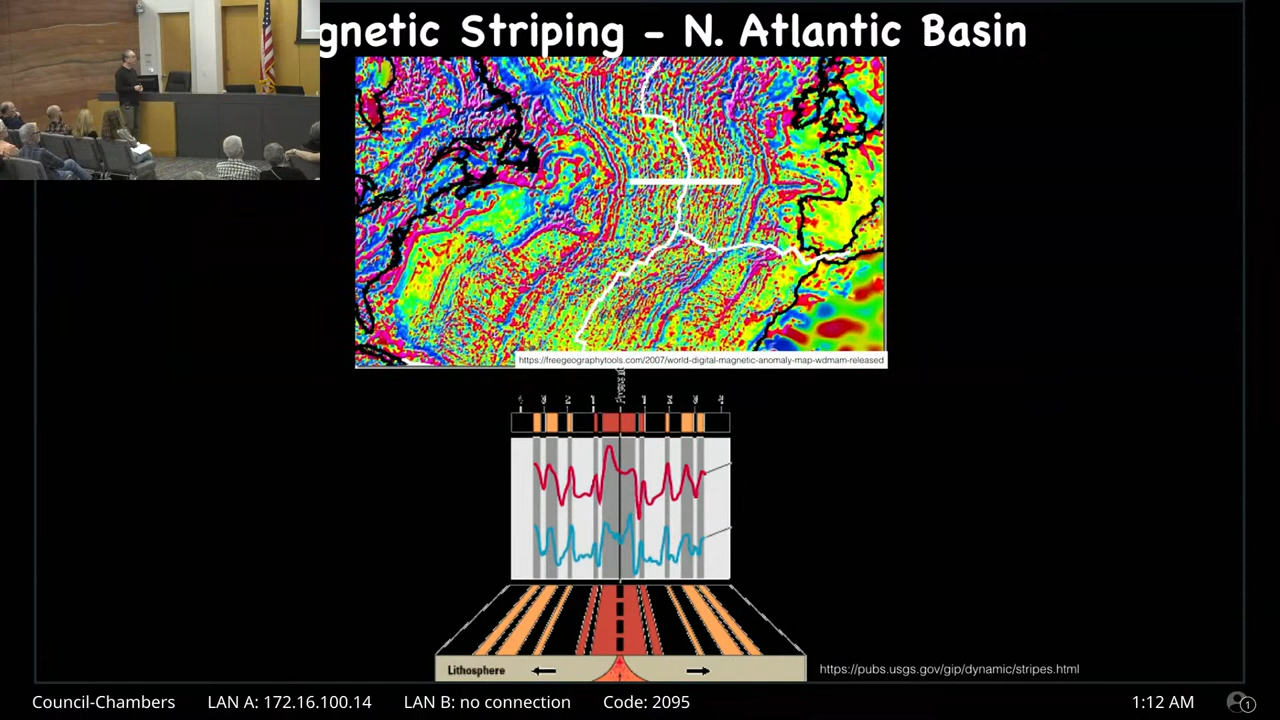 gnetic Striping – N. Atlantic Basin
https://freegeographytools.com/2007/world-digital-magnetic-anomaly-map-wdmam-released
Lithosphere
https://pubs.usgs.gov/gip/dynamic/stripes.html
Council-Chambers LAN A: 172.16.100.14 LAN B: no connection Code: 2095 1:12 AM 1